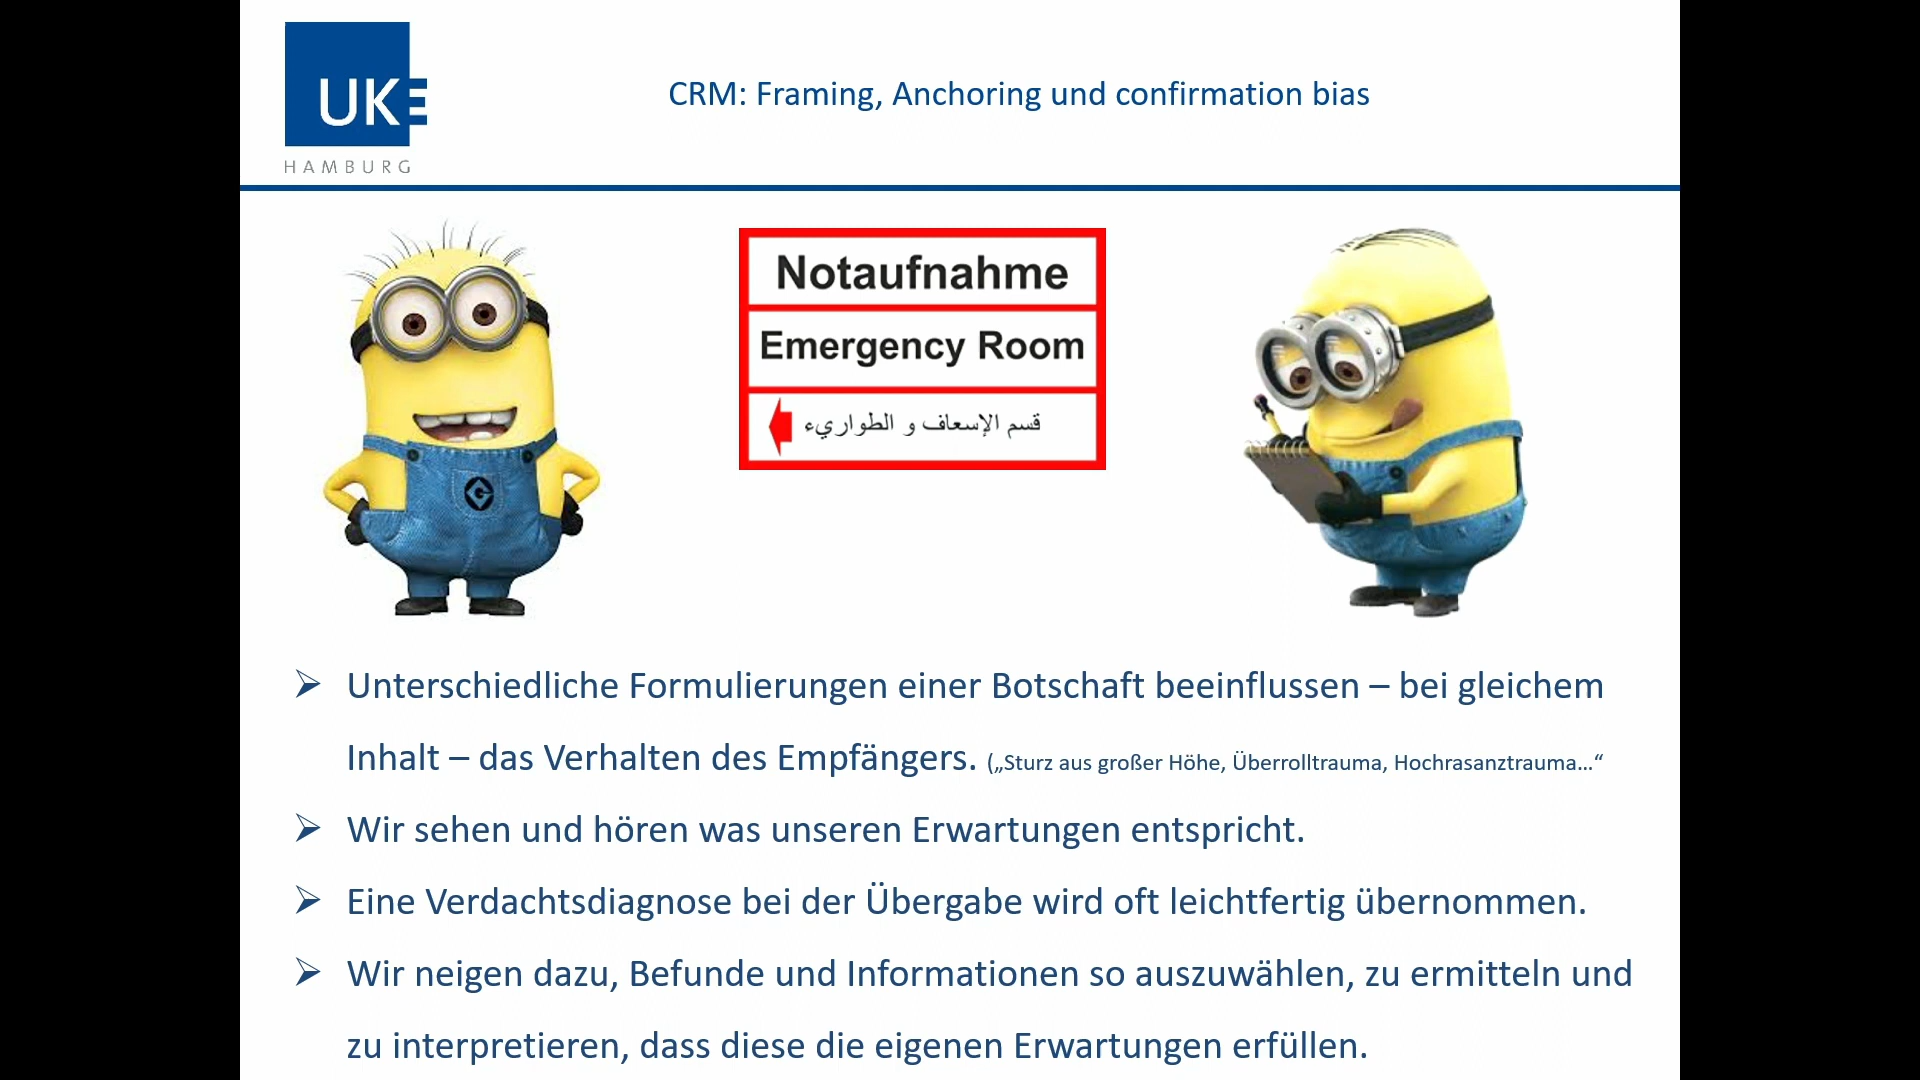 UKE
HAMBURG
CRM: Framing, Anchoring und confirmation bias
Notaufnahme
Emergency Room
قسم الإسعاف و الطواريء
➢ Unterschiedliche Formulierungen einer Botschaft beeinflussen – bei gleichem
Inhalt – das Verhalten des Empfängers. („Sturz aus großer Höhe, Überrolltrauma, Hochrasanztrauma…“
➢ Wir sehen und hören was unseren Erwartungen entspricht.
➢ Eine Verdachtsdiagnose bei der Übergabe wird oft leichtfertig übernommen.
➢ Wir neigen dazu, Befunde und Informationen so auszuwählen, zu ermitteln und
zu interpretieren, dass diese die eigenen Erwartungen erfüllen.